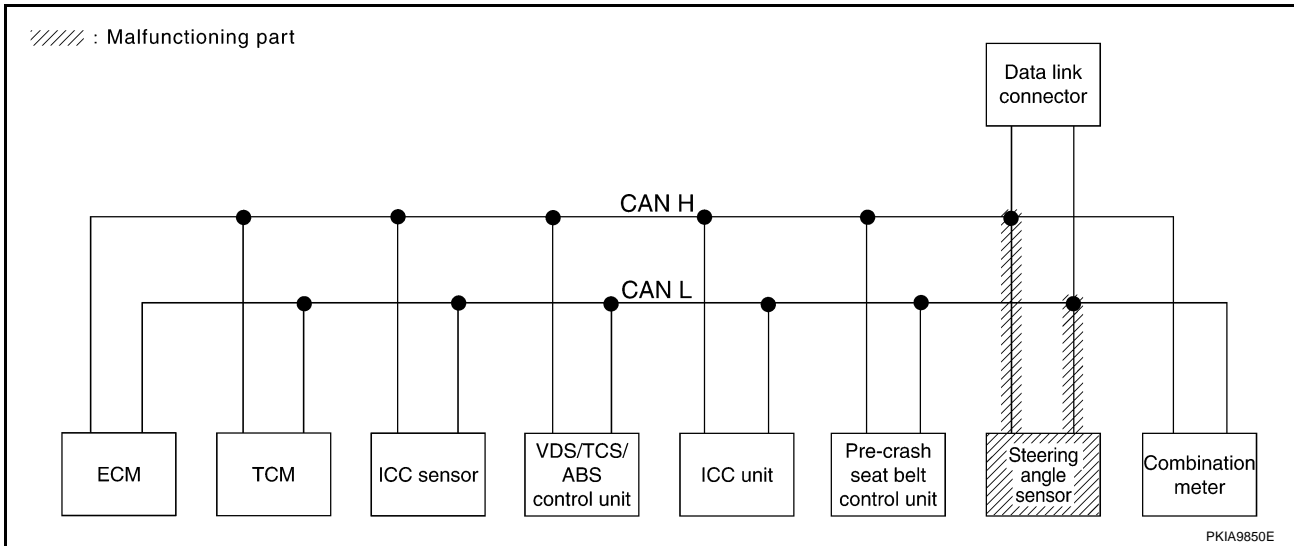 : Malfunctioning part
Data link
connector
CAN H
CAN L
ECM
TCM
ICC sensor
VDS/TCS/
ABS
control unit
ICC unit
Pre-crash
seat belt
control unit
Steering
angle
sensor
Combination
meter
PKIA9850E